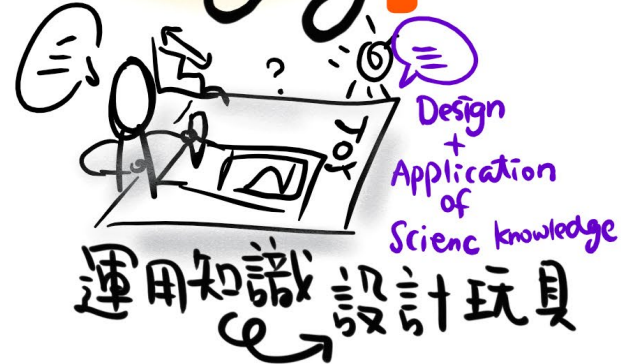 ?
TOY
Design
+
Application
of
Scienc knowledge
運用知識
設計玩具